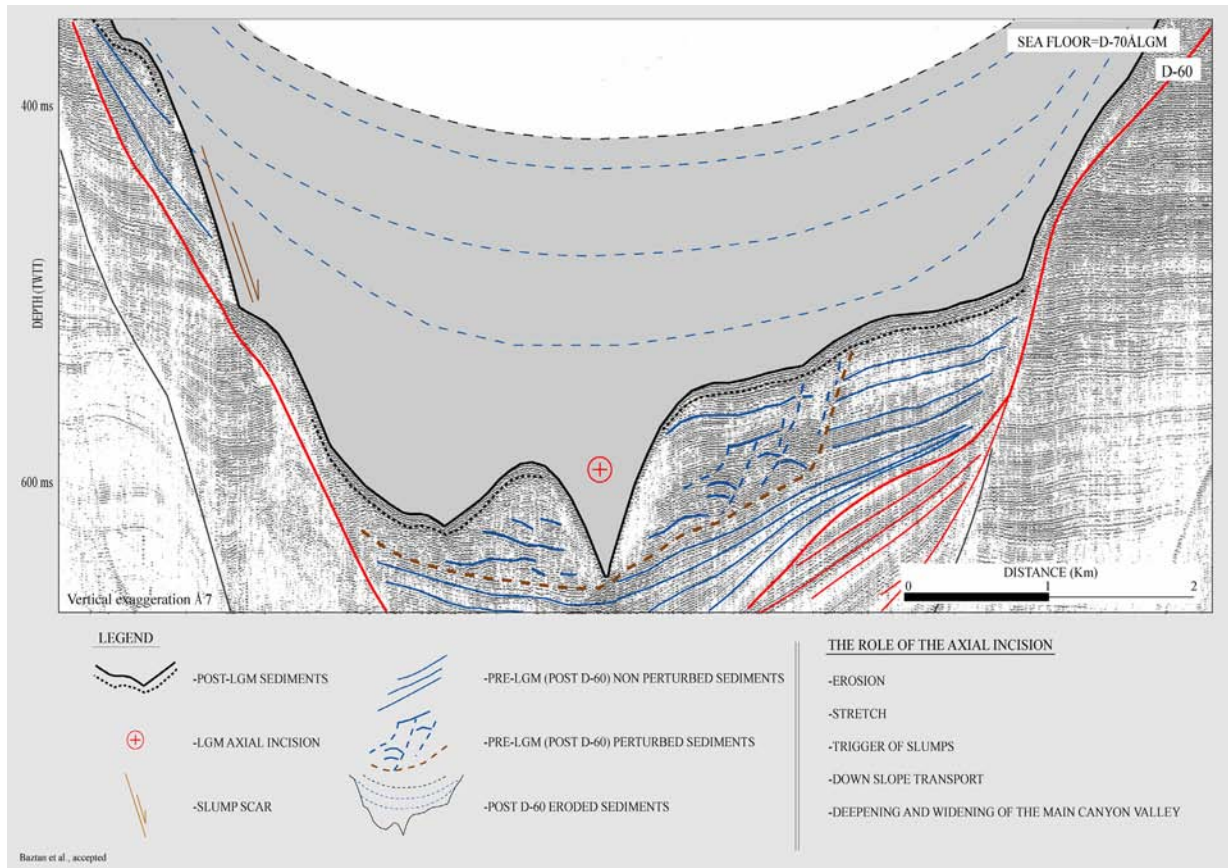 SEA FLOOR=D-70ÅLGM
D-60
400 ms
DEPTH (TWTT)
600 ms
Vertical exaggeration Å 7
DISTANCE (Km)
0 1 2
LEGEND
-POST-LGM SEDIMENTS
-LGM AXIAL INCISION
-SLUMP SCAR
-PRE-LGM (POST D-60) NON PERTURBED SEDIMENTS
-PRE-LGM (POST D-60) PERTURBED SEDIMENTS
-POST D-60 ERODED SEDIMENTS
THE ROLE OF THE AXIAL INCISION
-EROSION
-STRETCH
-TRIGGER OF SLUMPS
-DOWN SLOPE TRANSPORT
-DEEPENING AND WIDENING OF THE MAIN CANYON VALLEY
Baztan et al., accepted